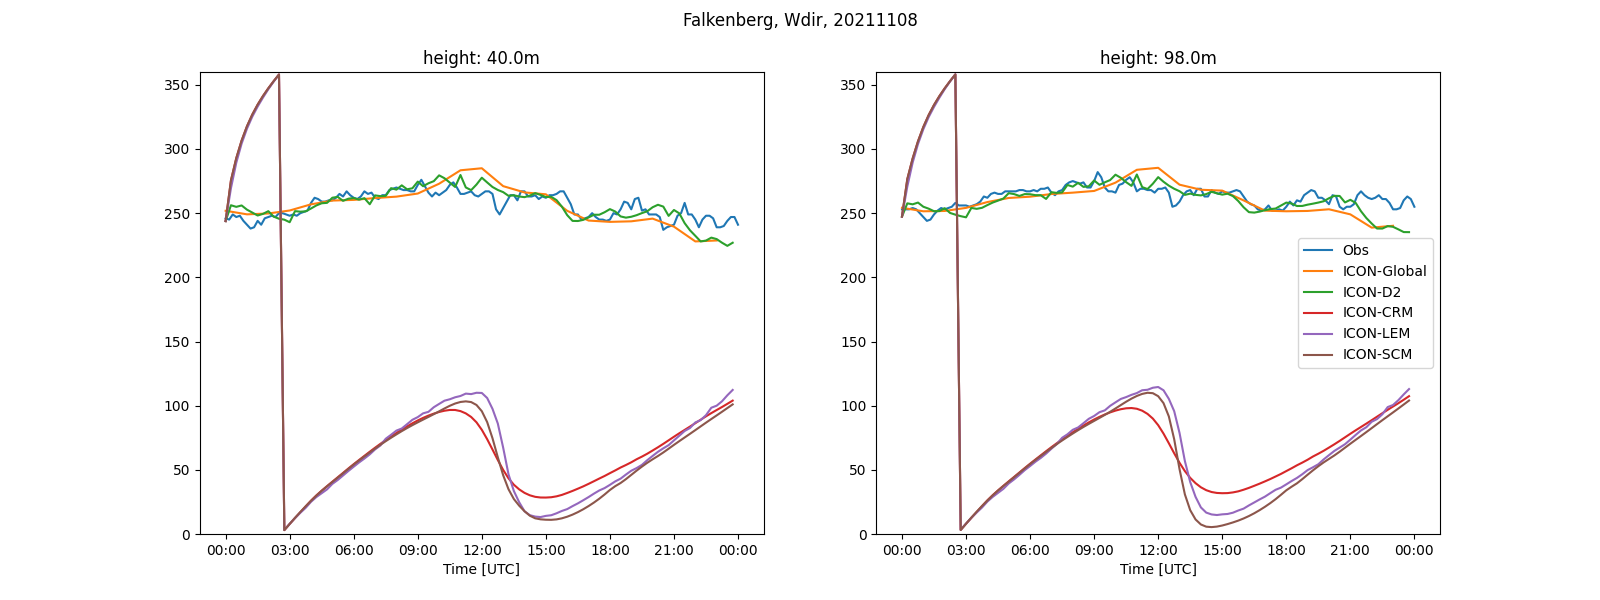 Falkenberg, Wdir, 20211108
height: 40.0m
350
300
250
200
150
100
50
0
00:00 03:00 06:00 09:00 12:00 15:00 18:00 21:00 00:00
Time [UTC]
height: 98.0m
350
300
250
200
150
100
50
0
Obs
ICON-Global
ICON-D2
ICON-CRM
ICON-LEM
ICON-SCM
00:00 03:00 06:00 09:00 12:00 15:00 18:00 21:00 00:00
Time [UTC]